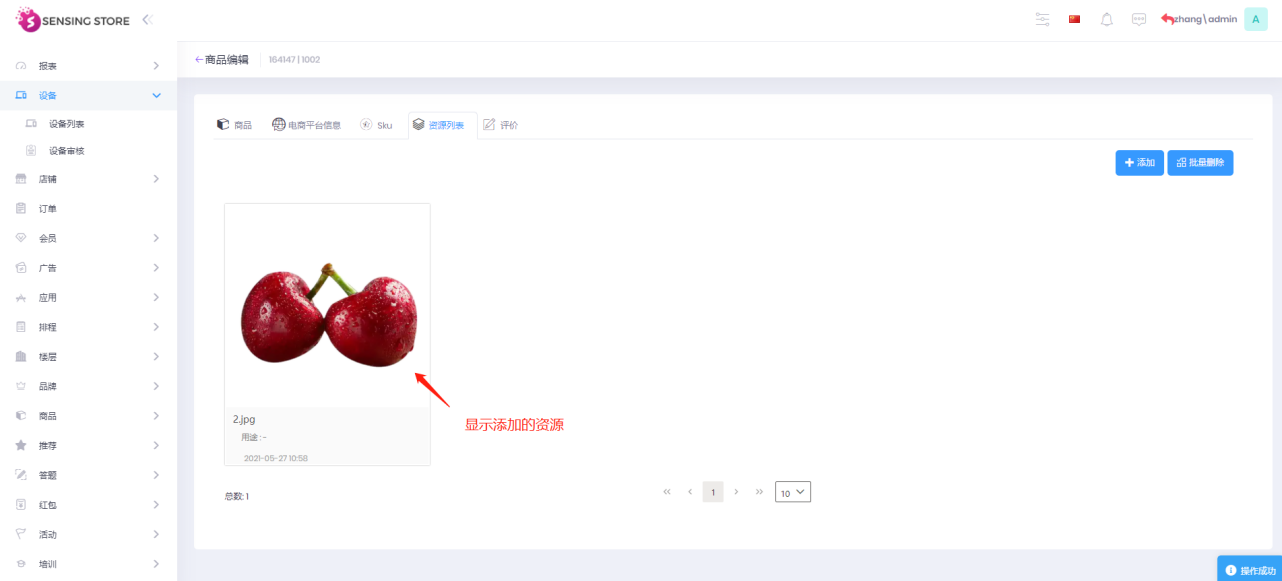 SENSING STORE
zhang\admin
A
报表
设备
设备列表
设备审核
店铺
订单
会员
广告
应用
排程
楼层
品牌
商品
推荐
答题
红包
活动
培训
商品编辑
164147|1002
商品
电商平台信息
Sku
资源列表
评价
添加
批量删除
2.jpg
用途 :-
2021-05-27 10:58
显示添加的资源
总数: 1
« ‹ 1 › » 10
操作成功